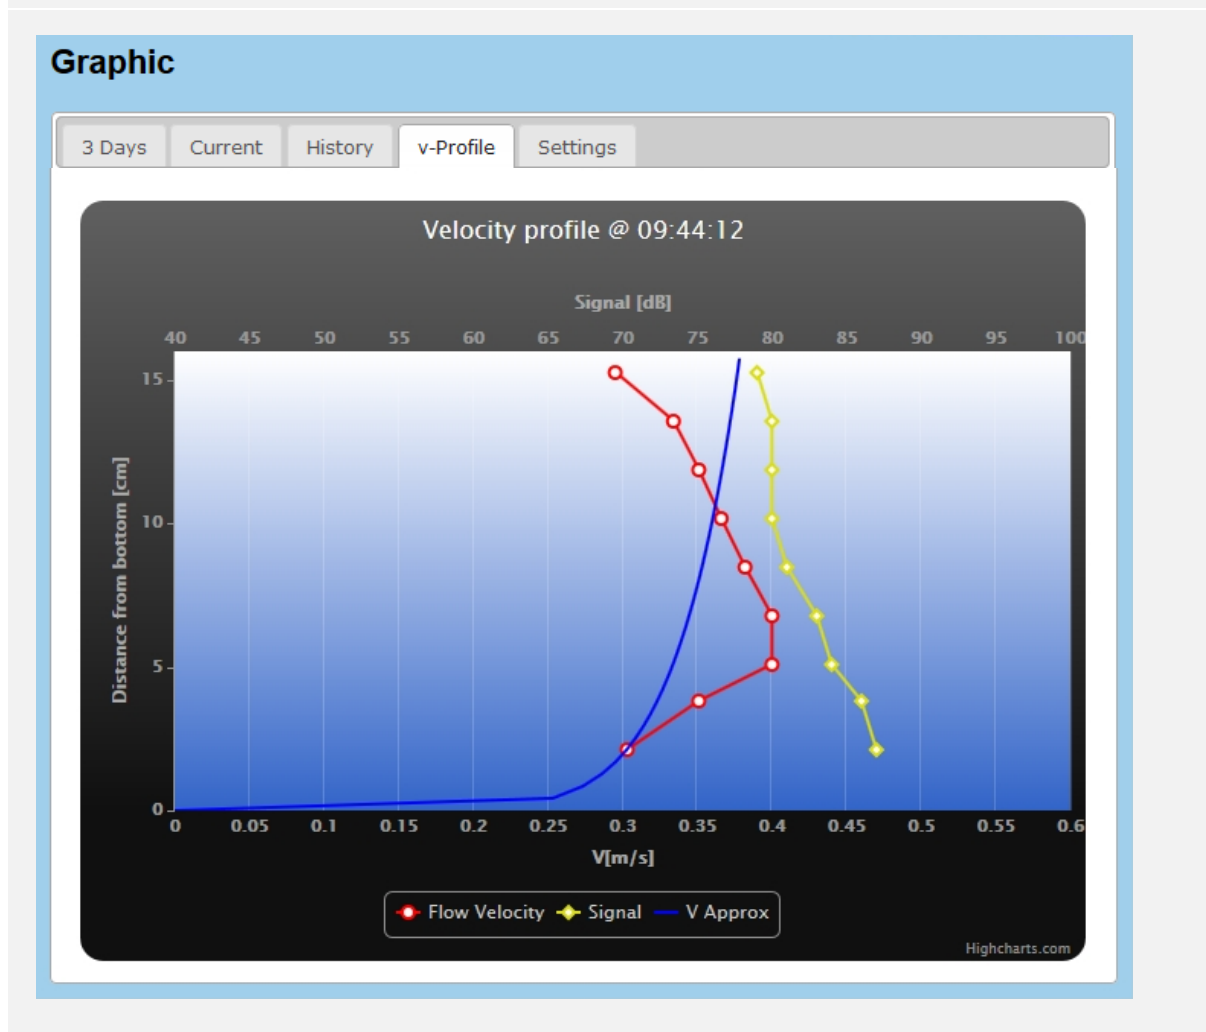 Graphic
3 Days Current History v-Profile Settings
Velocity profile @ 09:44:12
Signal [dB]
40 45 50 55 60 65 70 75 80 85 90 95 100
15
10
5
0
Distance from bottom [cm]
0 0.05 0.1 0.15 0.2 0.25 0.3 0.35 0.4 0.45 0.5 0.55 0.6
V[m/s]
Flow Velocity Signal V Approx
Highcharts.com